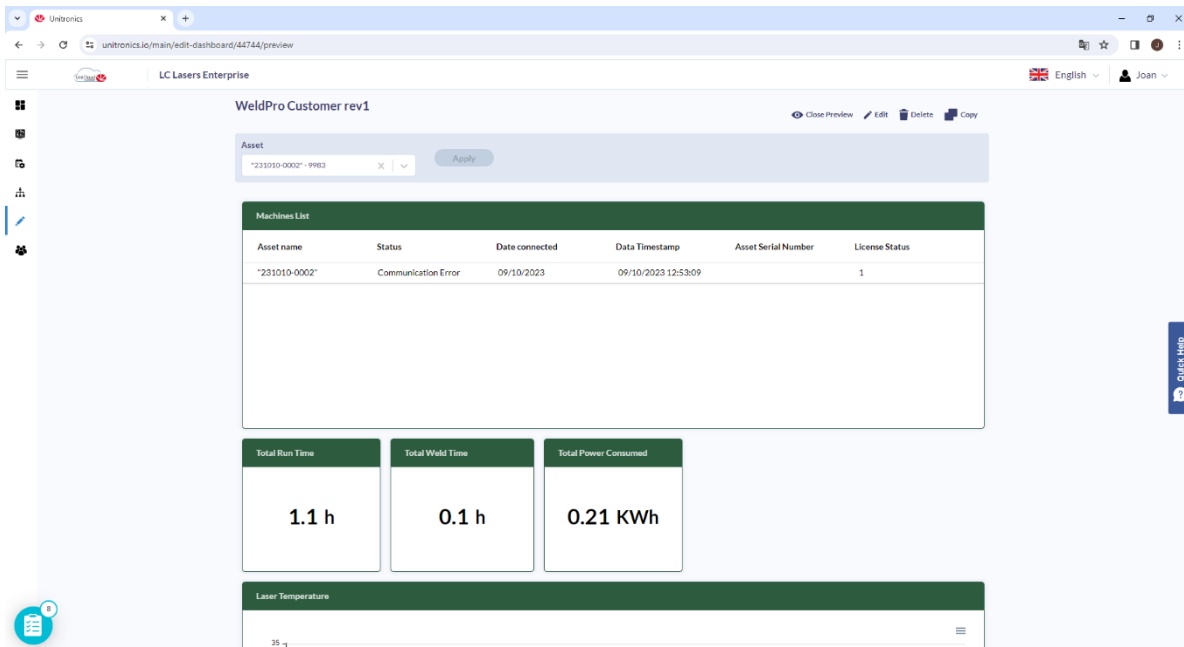 Unitronics
unitronics.io/main/edit-dashboard/44744/preview
LC Lasers Enterprise
English
Joan
WeldPro Customer rev1
Close Preview Edit Delete Copy
Asset
"231010-0002" - 9983
Apply
Machines List
Asset name Status Date connected Data Timestamp Asset Serial Number License Status
"231010-0002" Communication Error 09/10/2023 09/10/2023 12:53:09 1
Quick Help
?
Total Run Time Total Weld Time Total Power Consumed
1.1 h 0.1 h 0.21 KWh
Laser Temperature
8
35